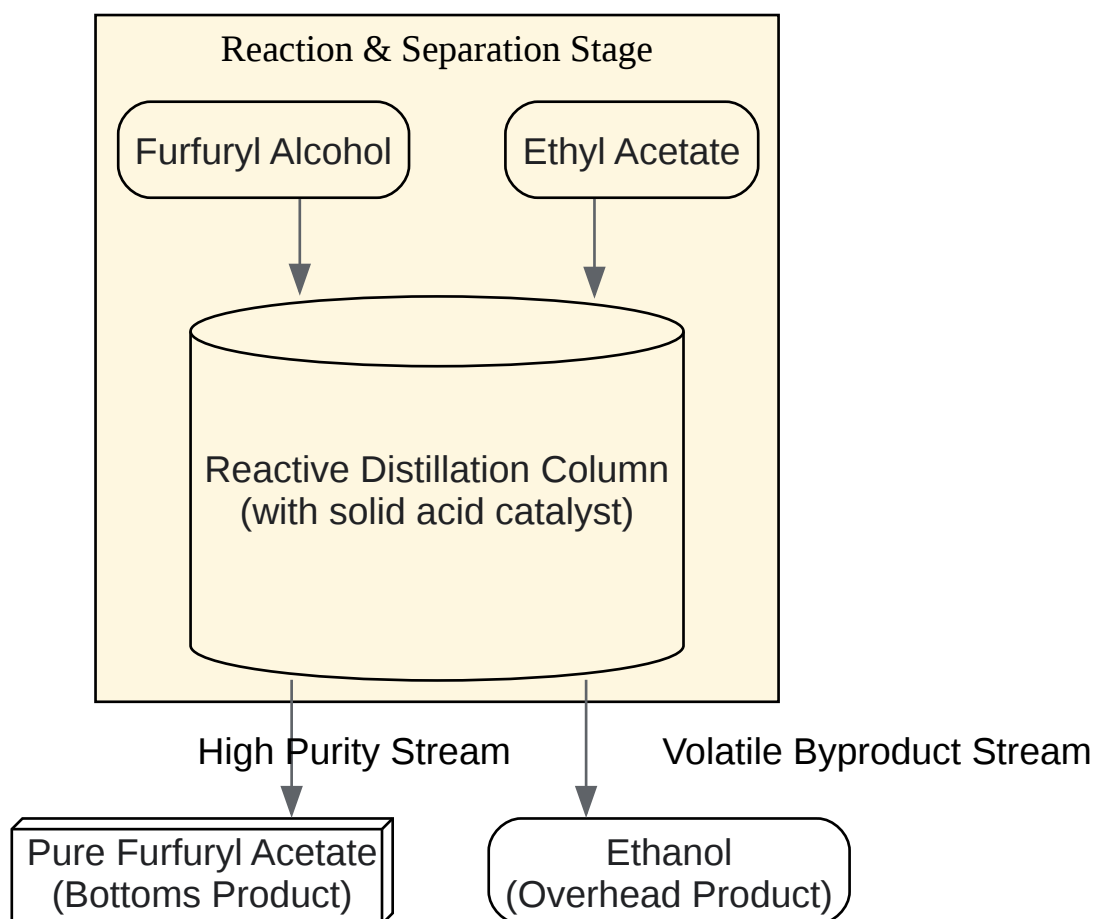 Reaction & Separation Stage
Furfuryl Alcohol
Ethyl Acetate
Reactive Distillation Column
(with solid acid catalyst)
High Purity Stream
Volatile Byproduct Stream
Pure Furfuryl Acetate
(Bottoms Product)
Ethanol
(Overhead Product)